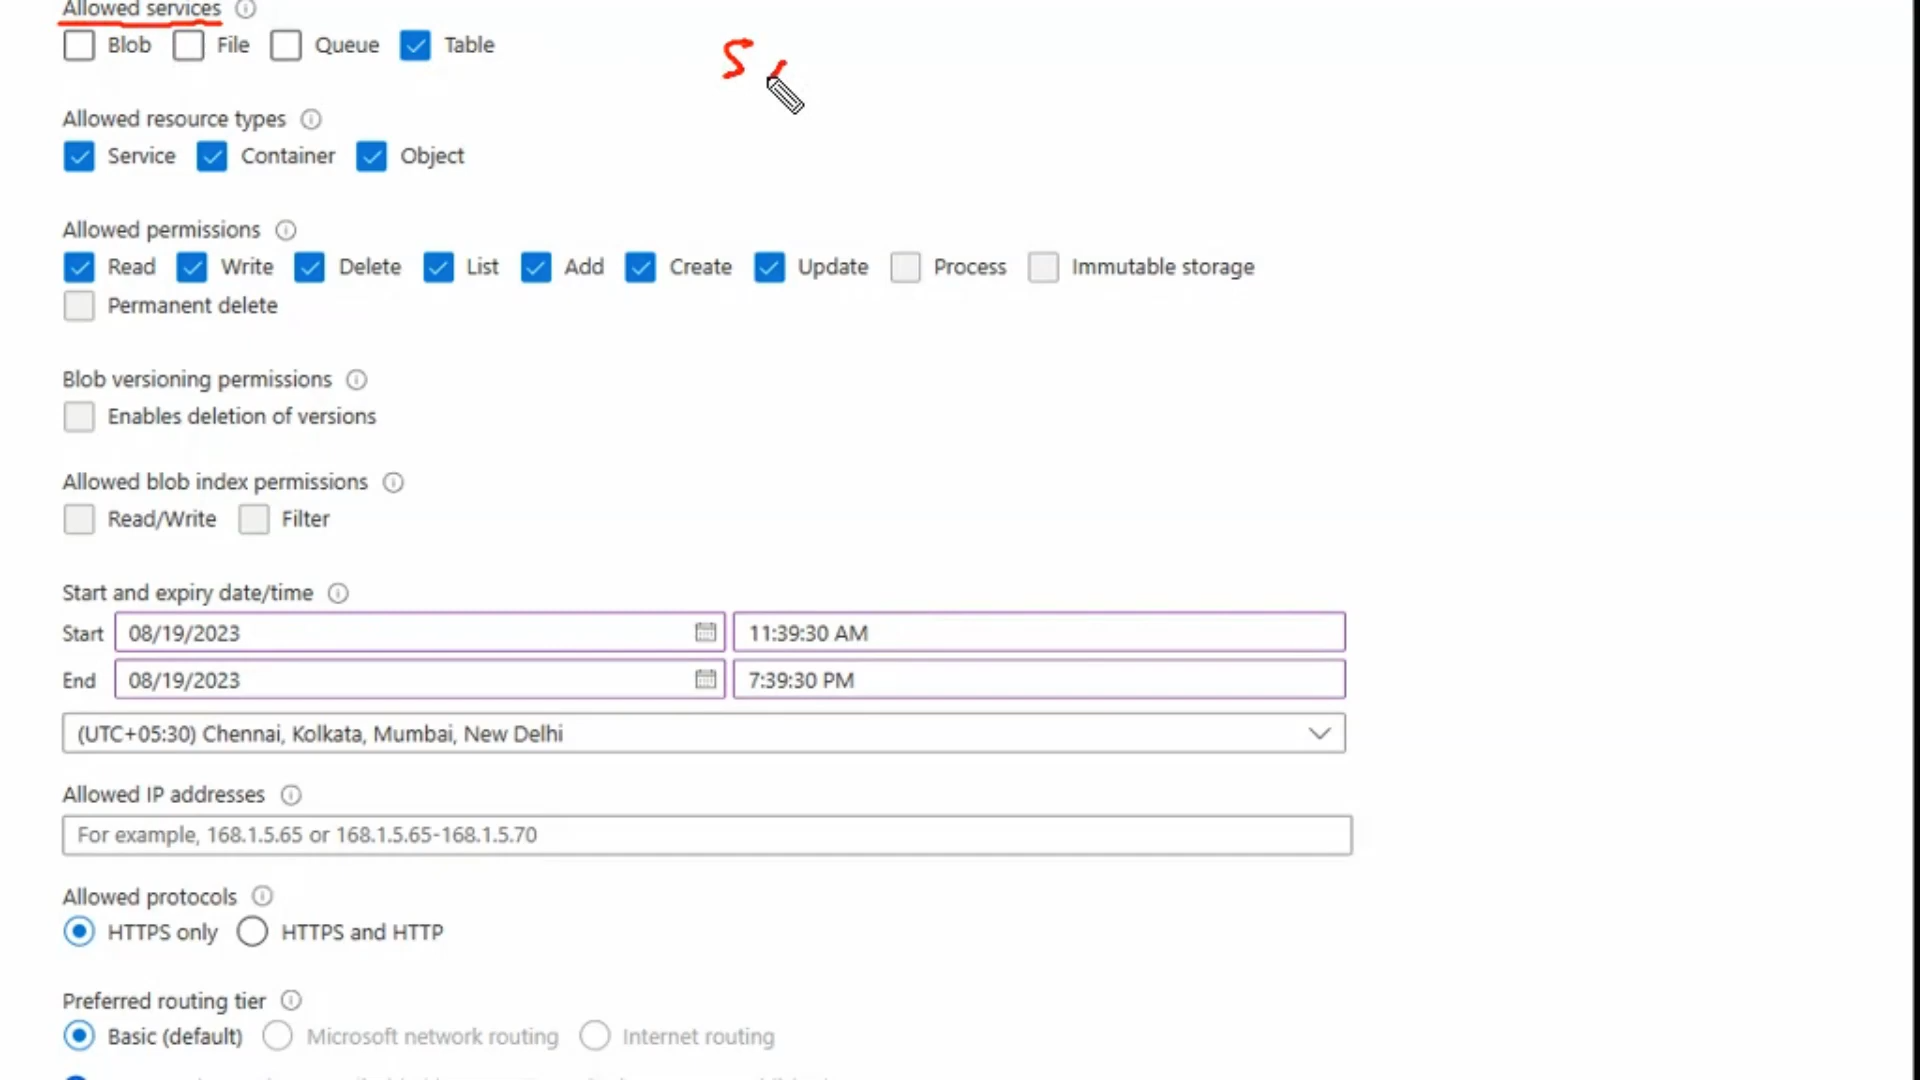 Allowed services
Blob File Queue Table
S
Allowed resource types
Service Container Object
Allowed permissions
Read Write Delete List Add Create Update Process Immutable storage
Permanent delete
Blob versioning permissions
Enables deletion of versions
Allowed blob index permissions
Read/Write Filter
Start and expiry date/time
Start 08/19/2023 11:39:30 AM
End 08/19/2023 7:39:30 PM
(UTC+05:30) Chennai, Kolkata, Mumbai, New Delhi
Allowed IP addresses
For example, 168.1.5.65 or 168.1.5.65-168.1.5.70
Allowed protocols
HTTPS only HTTPS and HTTP
Preferred routing tier
Basic (default) Microsoft network routing Internet routing